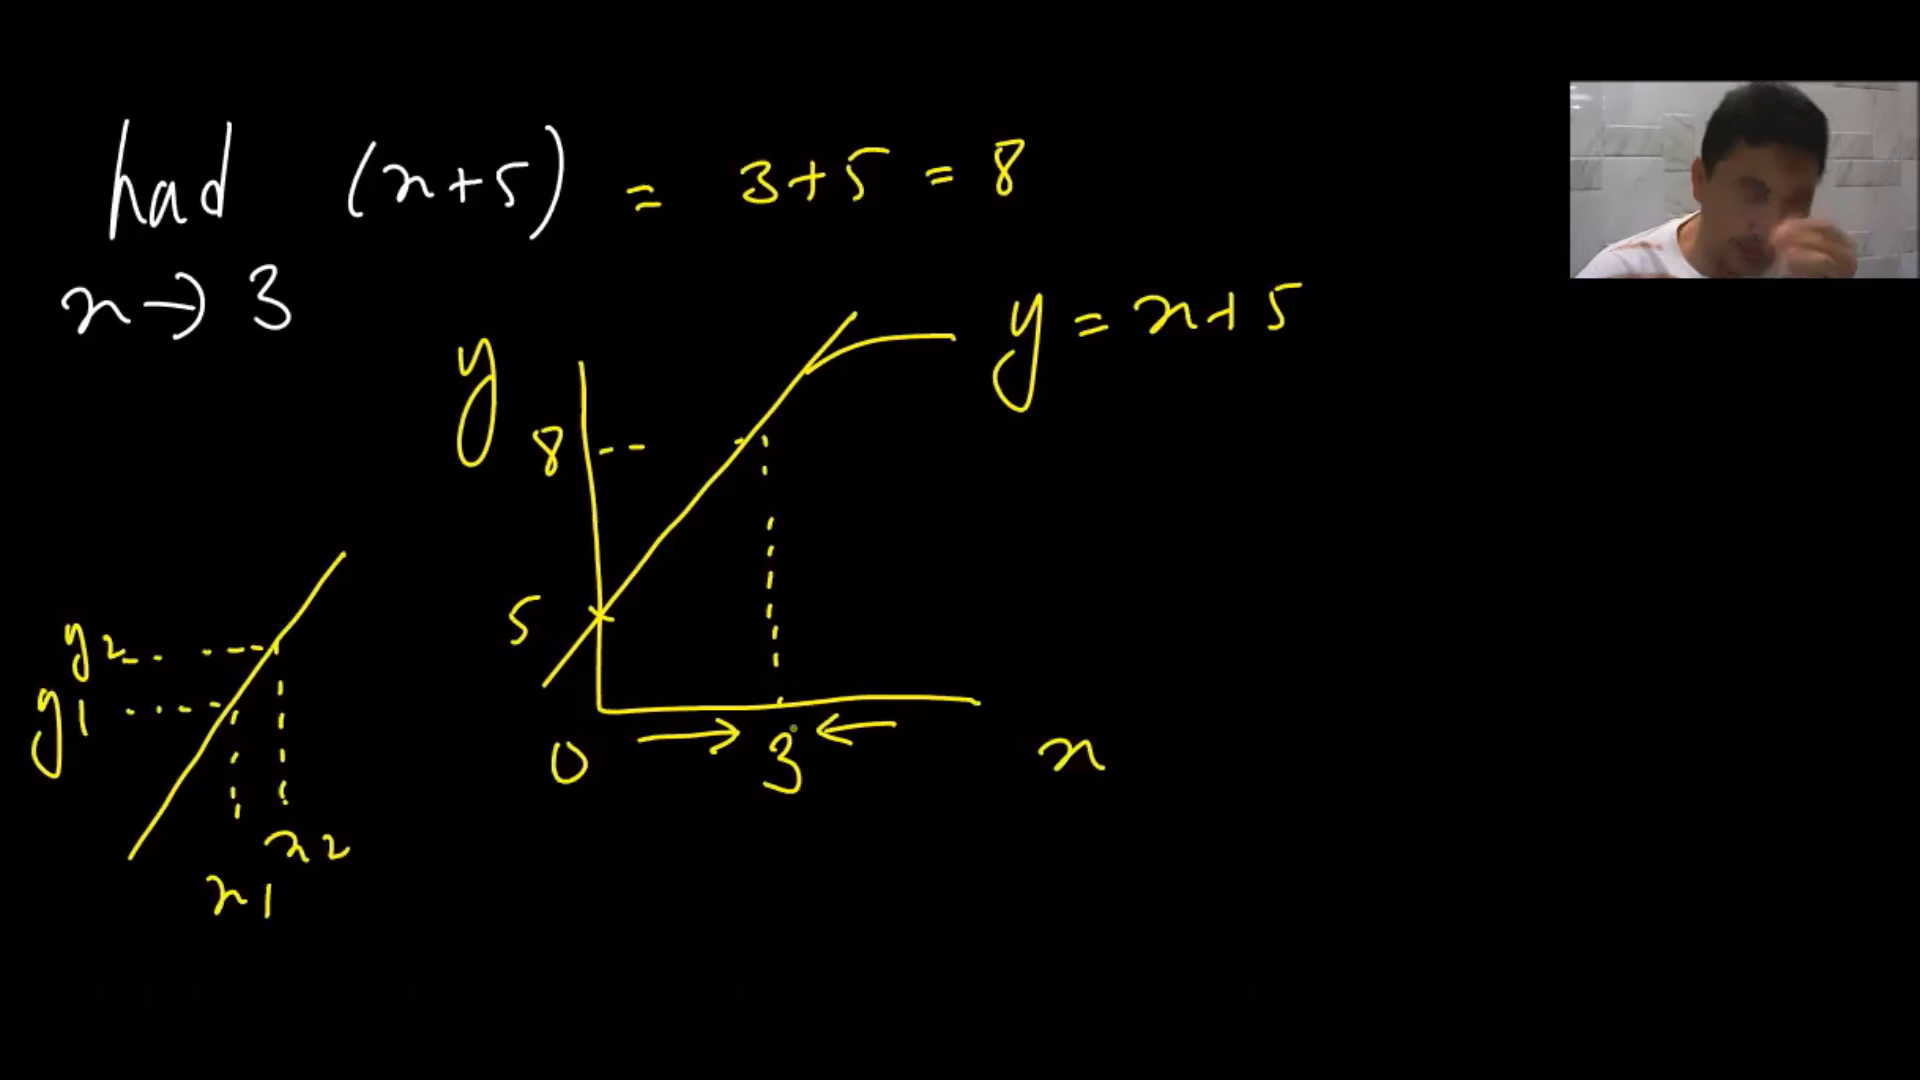 had (x+5) = 3+5 = 8
x→3
y
y = x+5
8
5
y2
y1
0 → 3 ← x
x2
x1